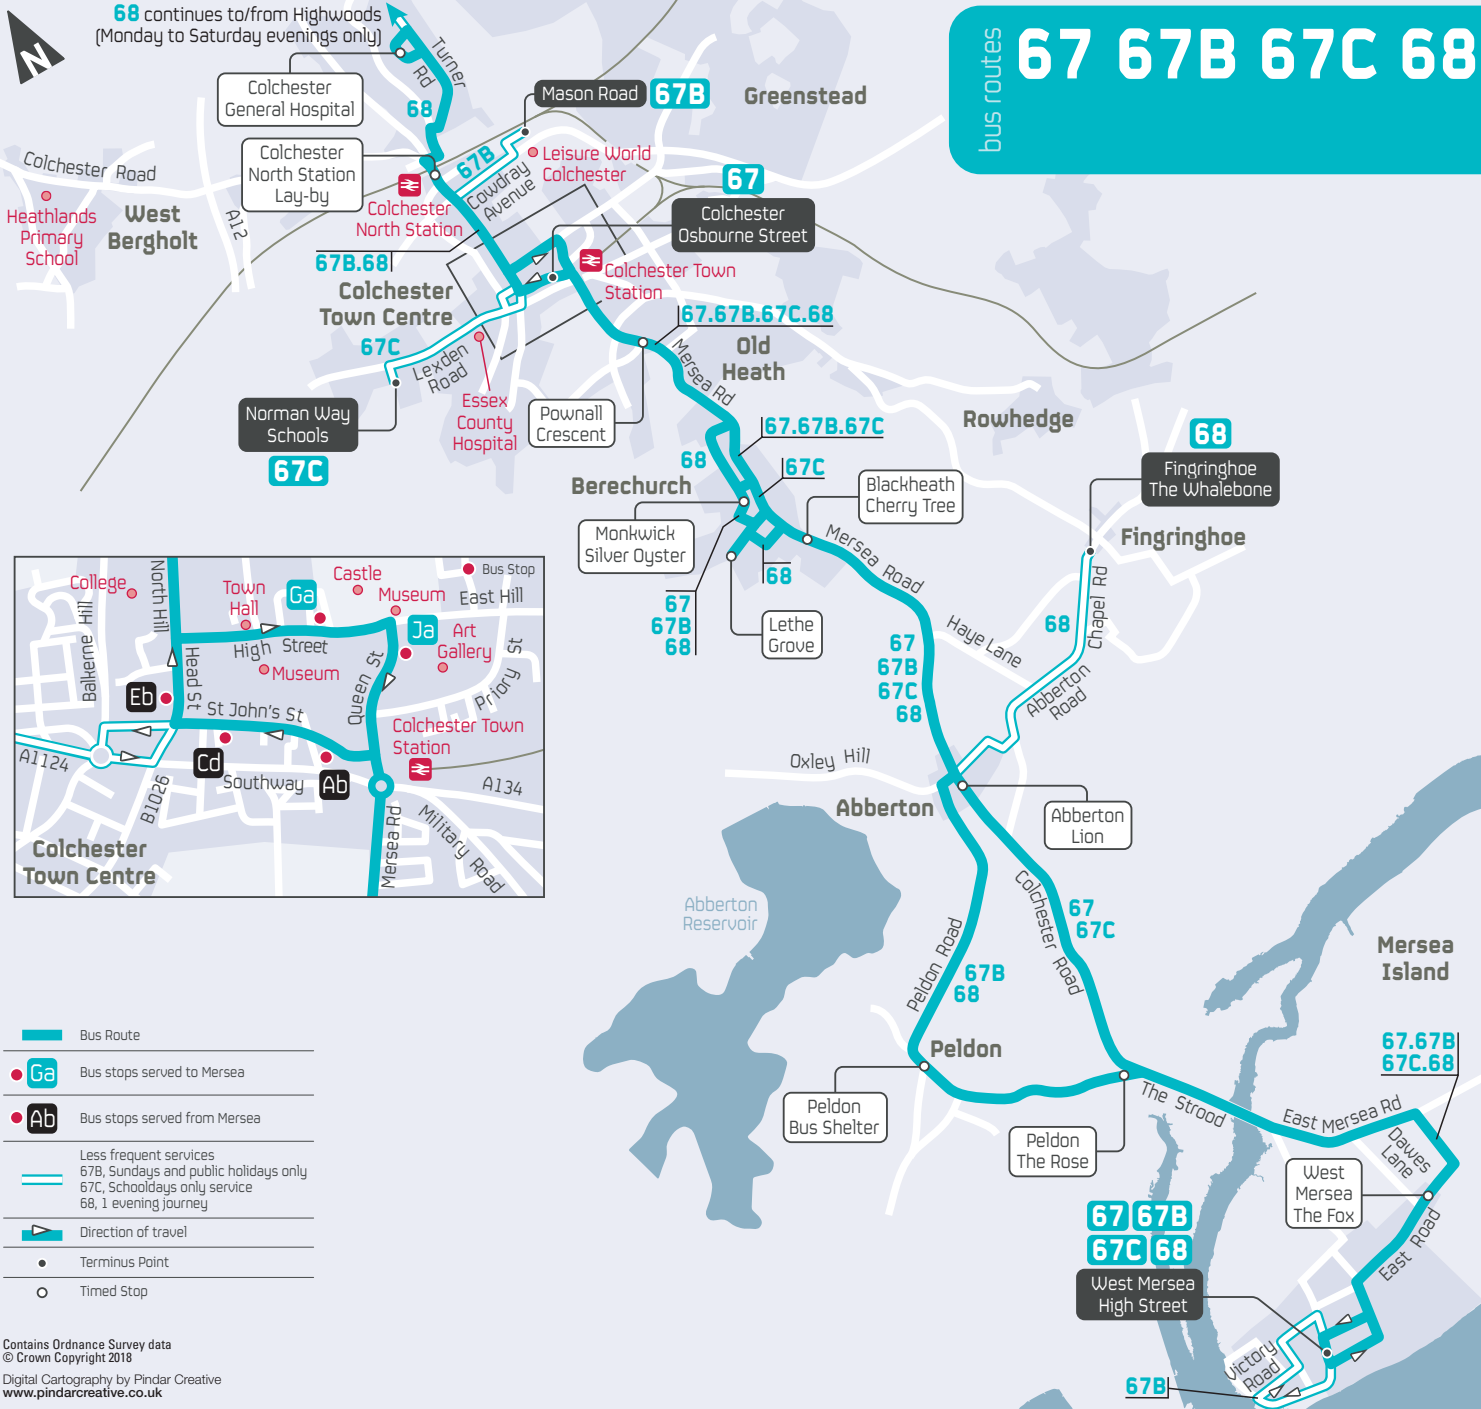 68 continues to/from Highwoods
(Monday to Saturday evenings only)
N
bus routes
67 67B 67C 68
Turner
Rd
Colchester
General Hospital
68
Mason Road
67B
Greenstead
Colchester
North Station
Lay-by
67B
Cowdray
Avenue
Leisure World
Colchester
Colchester Road
Heathlands
Primary
School
West
Bergholt
A12
Colchester
North Station
67
Colchester
Osbourne Street
67B.68
Colchester
Town Centre
Colchester Town
Station
67.67B.67C.68
67C
Lexden
Road
Old
Heath
Mersea Rd
Norman Way
Schools
67C
Essex
County
Hospital
Pownall
Crescent
Rowhedge
67.67B.67C
68
67C
68
Fingringhoe
The Whalebone
Berechurch
Blackheath
Cherry Tree
Monkwick
Silver Oyster
Mersea Road
Fingringhoe
68
67
67B
68
Lethe
Grove
Haye Lane
68
Chapel Rd
67
67B
67C
68
Abberton
Road
Oxley Hill
Abberton
Abberton
Lion
College
Balkerne Hill
North Hill
Town
Hall
Ga
Castle
Museum
Bus Stop
East Hill
High Street
Ja
Art
Gallery
Museum
Head St
Queen St
Priory St
Eb
St John's St
Colchester Town
Station
A1124
Cd
Southway
Ab
A134
B1026
Mersea Rd
Military Road
Colchester
Town Centre
Abberton
Reservoir
Colchester Road
67
67C
Peldon Road
67B
68
Mersea
Island
Peldon
67.67B
67C.68
Peldon
Bus Shelter
Peldon
The Rose
The Strood
East Mersea Rd
Dawes
Lane
West
Mersea
The Fox
67 67B
67C 68
West Mersea
High Street
East Road
Victory
Road
67B
Bus Route
Ga
Bus stops served to Mersea
Ab
Bus stops served from Mersea
Less frequent services
67B, Sundays and public holidays only
67C, Schooldays only service
68, 1 evening journey
Direction of travel
Terminus Point
Timed Stop
Contains Ordnance Survey data
© Crown Copyright 2018
Digital Cartography by Pindar Creative
www.pindarcreative.co.uk